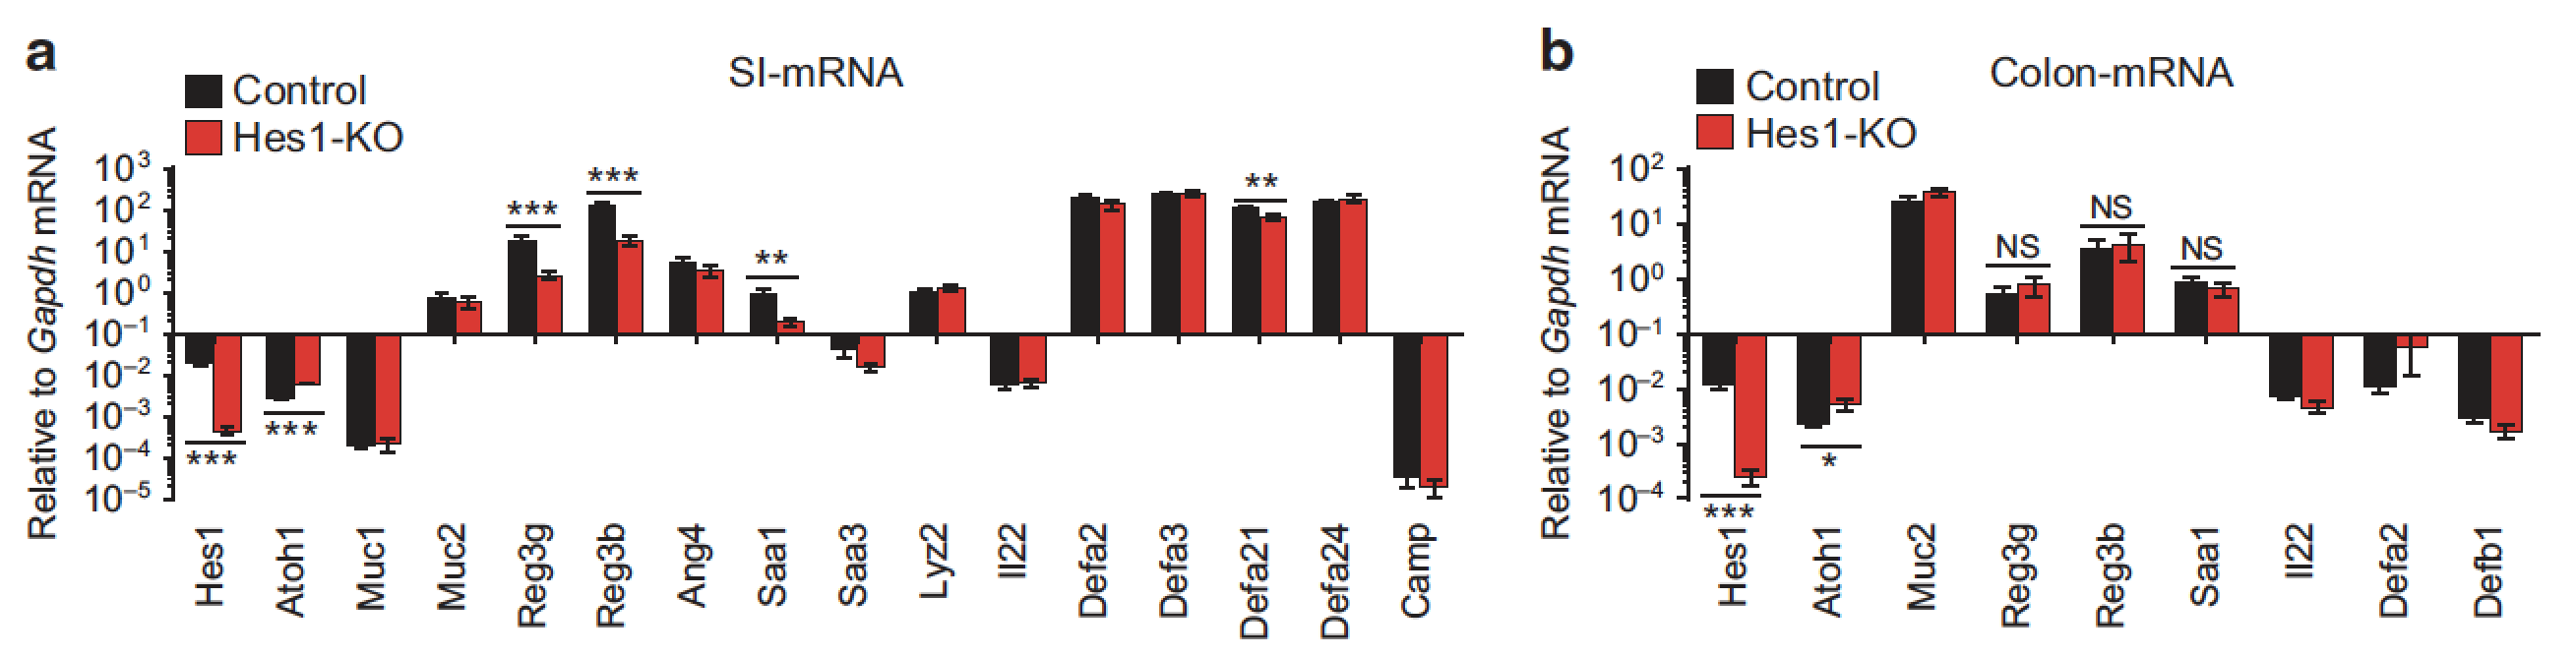 a
SI-mRNA
Control
Hes1-KO
Relative to Gapdh mRNA
10³
10²
10¹
10⁰
10⁻¹
10⁻²
10⁻³
10⁻⁴
10⁻⁵
***
***
***
***
**
**
Hes1
Atoh1
Muc1
Muc2
Reg3g
Reg3b
Ang4
Saa1
Saa3
Lyz2
Il22
Defa2
Defa3
Defa21
Defa24
Camp
b
Colon-mRNA
Control
Hes1-KO
Relative to Gapdh mRNA
10²
10¹
10⁰
10⁻¹
10⁻²
10⁻³
10⁻⁴
***
*
NS
NS
NS
Hes1
Atoh1
Muc2
Reg3g
Reg3b
Saa1
Il22
Defa2
Defb1